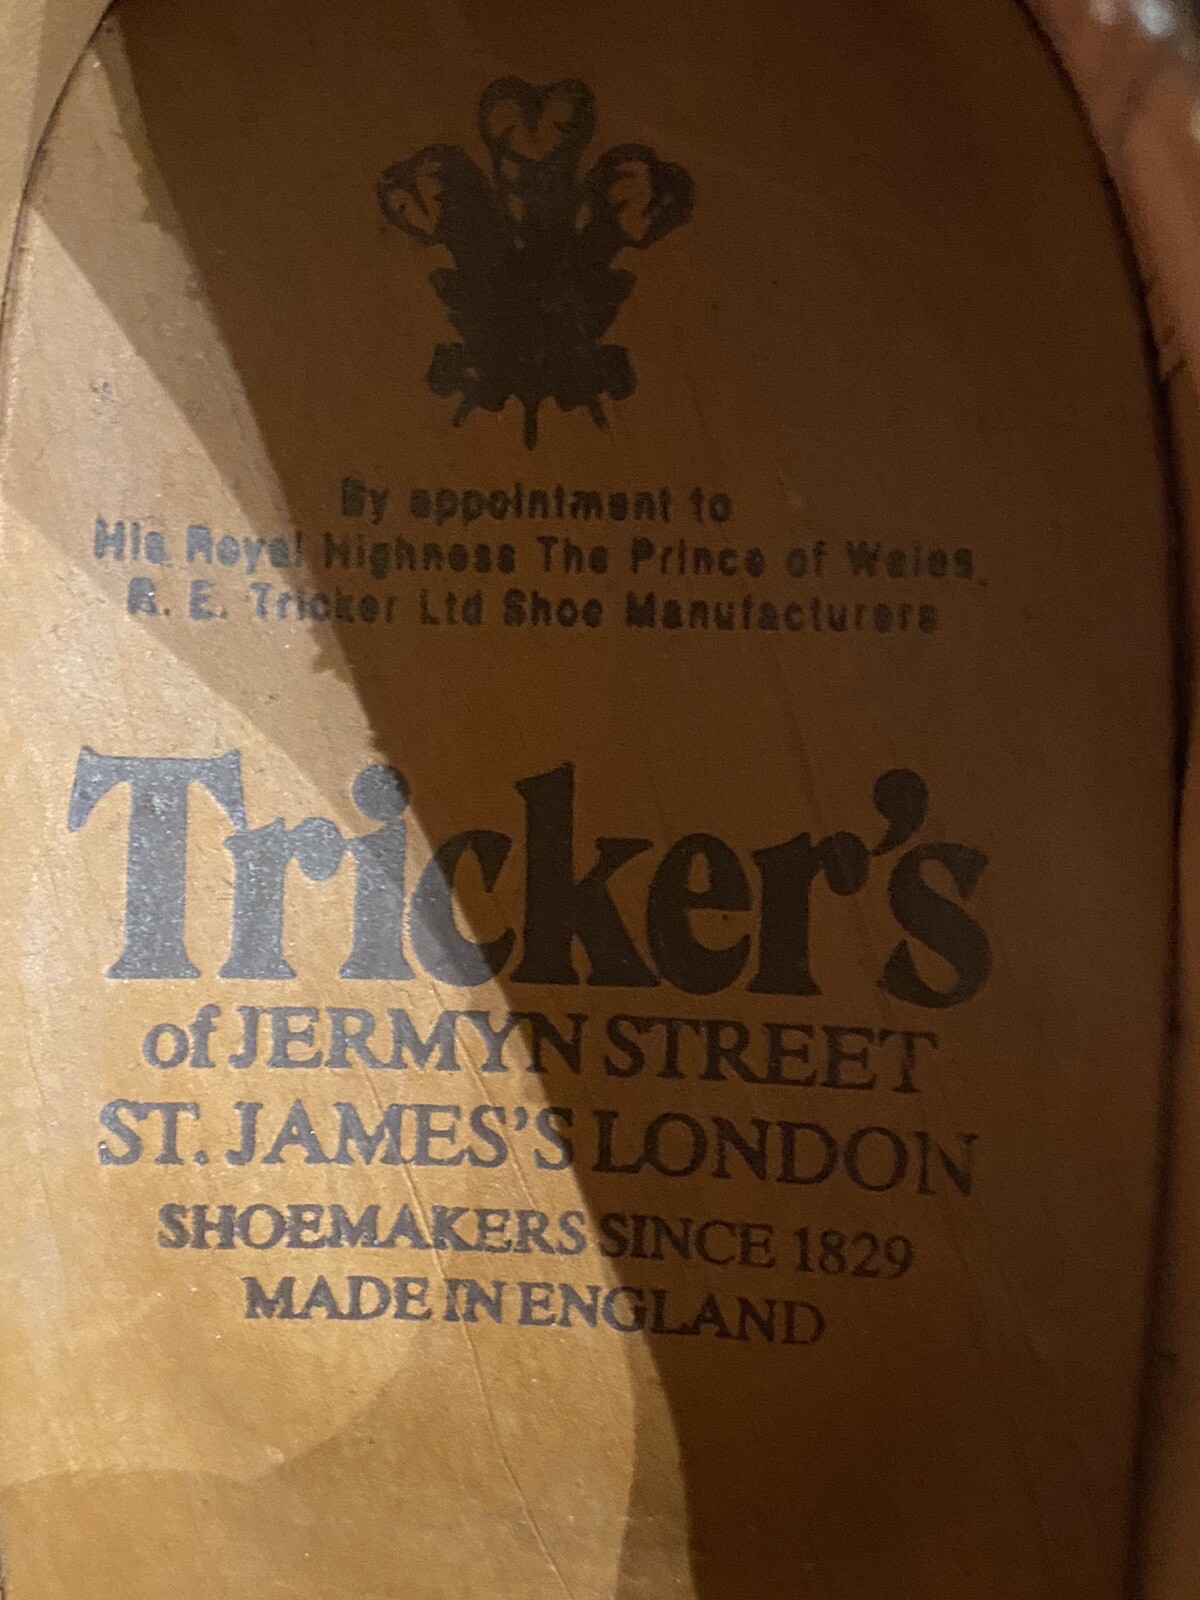 By appointment to
His Royal Highness The Prince of Wales
R. E. Tricker Ltd Shoe Manufacturers
Tricker's
of JERMYN STREET
ST. JAMES'S LONDON
SHOEMAKERS SINCE 1829
MADE IN ENGLAND